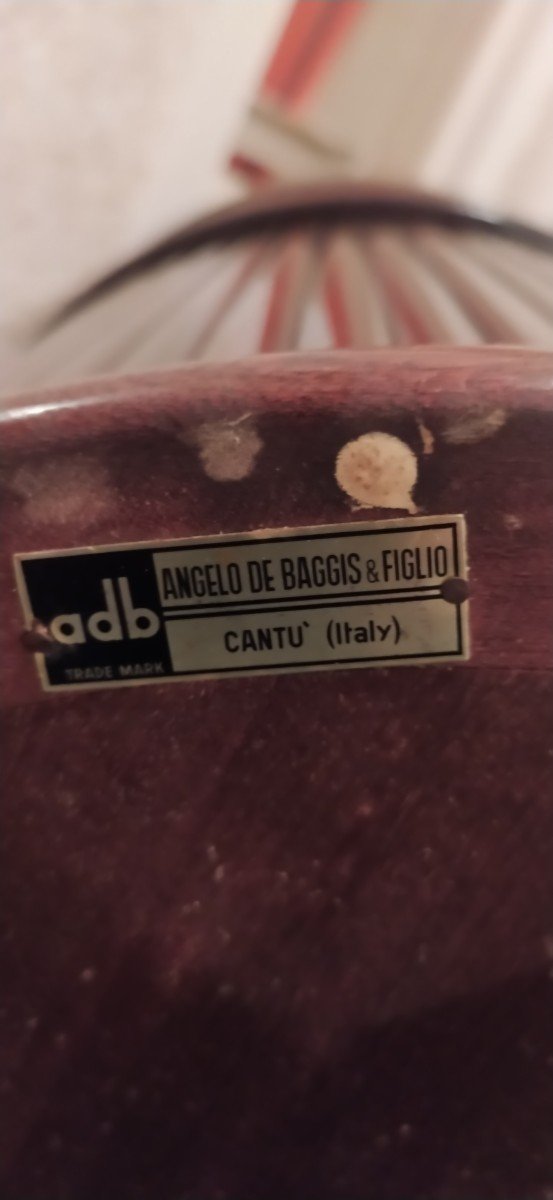 adb
TRADE MARK
ANGELO DE BAGGIS & FIGLIO
CANTU` (Italy)